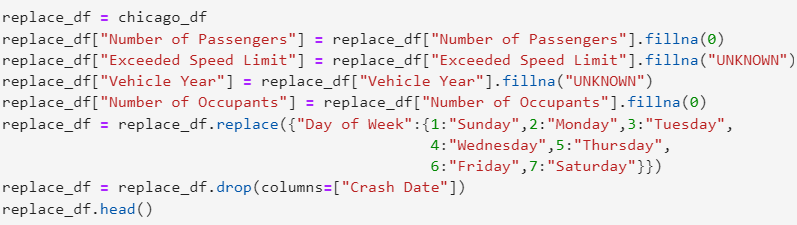 replace_df = chicago_df
replace_df["Number of Passengers"] = replace_df["Number of Passengers"].fillna(0)
replace_df["Exceeded Speed Limit"] = replace_df["Exceeded Speed Limit"].fillna("UNKNOWN")
replace_df["Vehicle Year"] = replace_df["Vehicle Year"].fillna("UNKNOWN")
replace_df["Number of Occupants"] = replace_df["Number of Occupants"].fillna(0)
replace_df = replace_df.replace({"Day of Week":{1:"Sunday",2:"Monday",3:"Tuesday",
4:"Wednesday",5:"Thursday",
6:"Friday",7:"Saturday"}})
replace_df = replace_df.drop(columns=["Crash Date"])
replace_df.head()